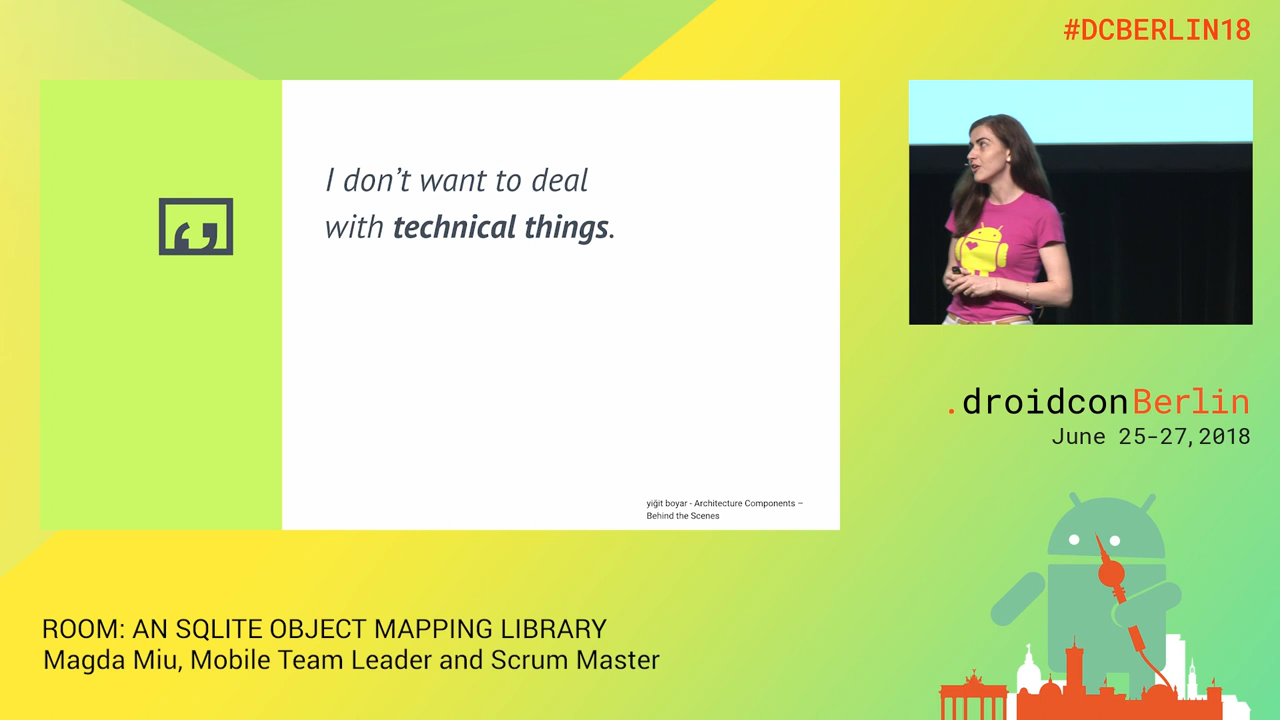 #DCBERLIN18
I don’t want to deal
with technical things.
yiğit boyar - Architecture Components –
Behind the Scenes
.droidconBerlin
June 25-27, 2018
ROOM: AN SQLITE OBJECT MAPPING LIBRARY
Magda Miu, Mobile Team Leader and Scrum Master